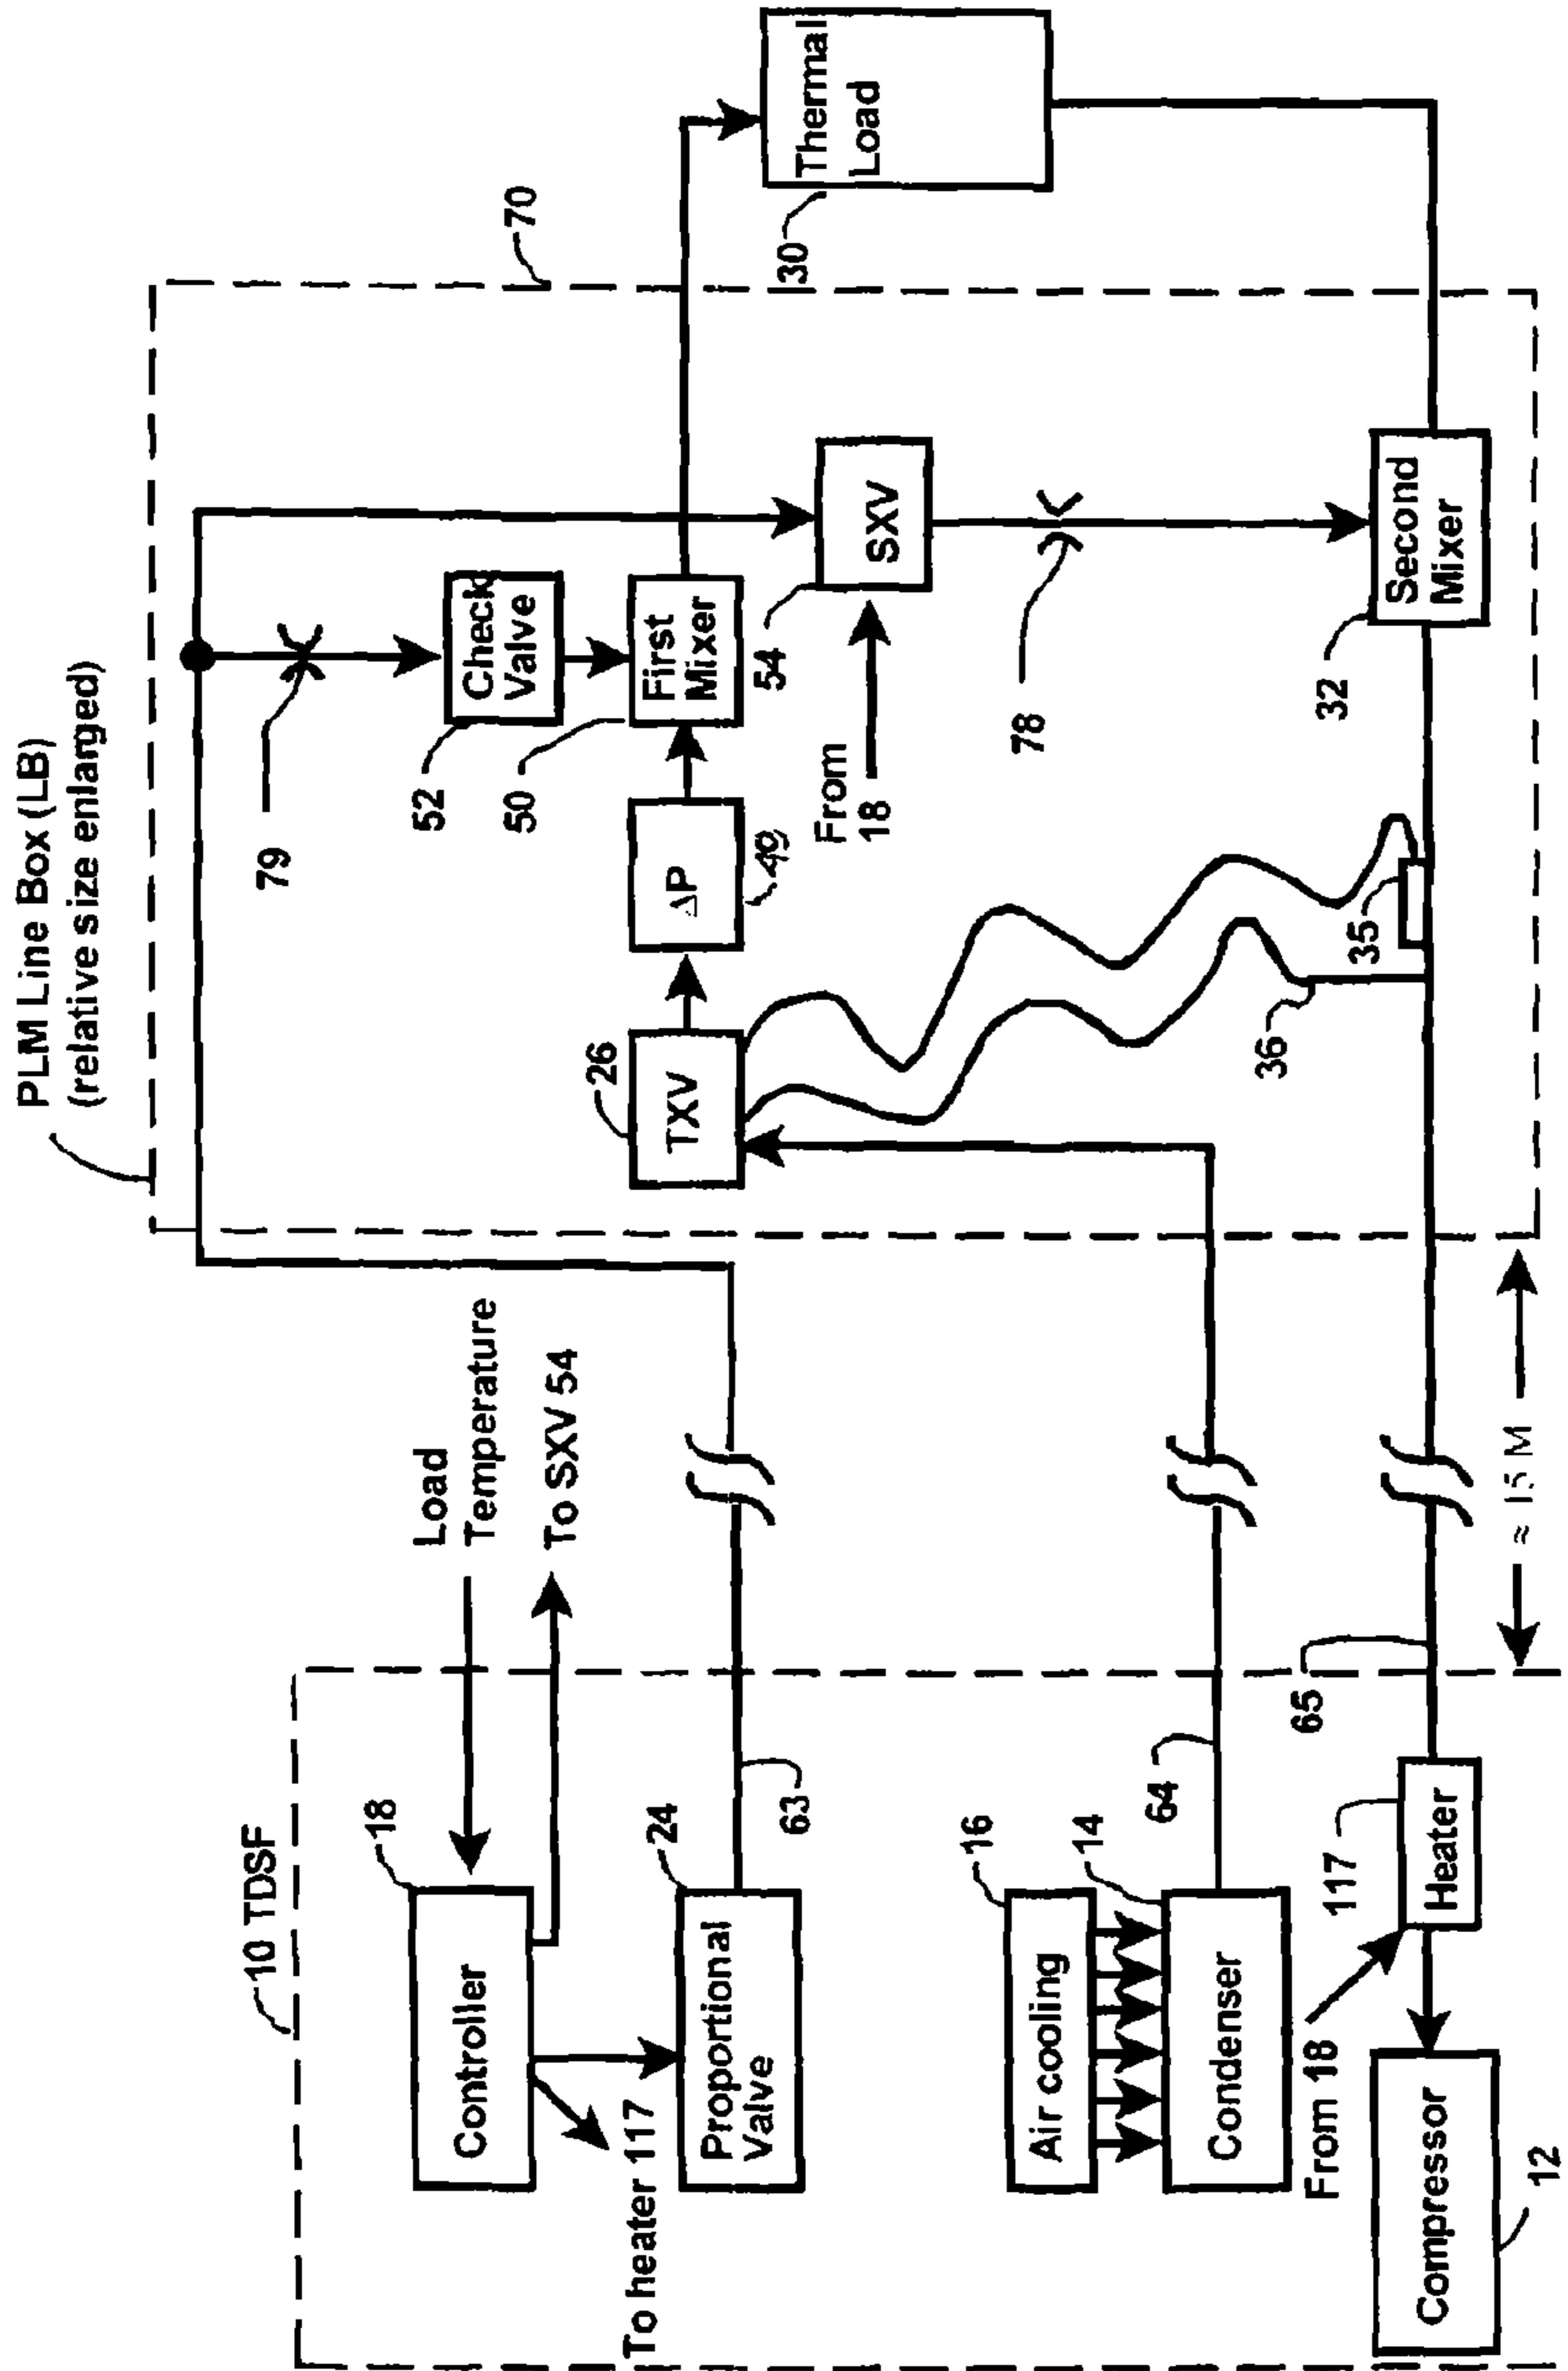 PLM Line Box (LB)
(relative size enlarged)
70
79
52
Check
Valve
50
First
Mixer
Thermal
Load
30
26
TXV
ΔP
49
54
SXV
From
18
78
32
Second
Mixer
35
36
10 TDSF
18
Controller
Load
Temperature
To SXV 54
To heater 117
24
Proportional
Valve
63
16
Air cooling
14
Condenser
64
65
≈ 15 M
117
Heater
From 18
Compressor
12